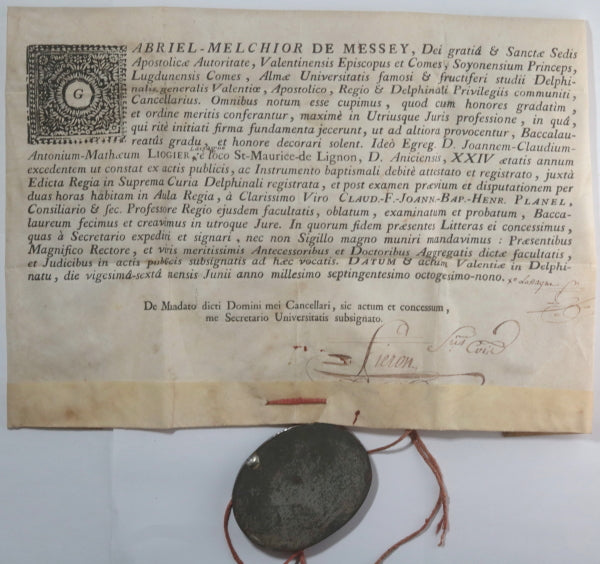 GABRIEL-MELCHIOR DE MESSEY, Dei gratiâ & Sanctæ Sedis
Apostolicæ Autoritate, Valentinensis Episcopus et Comes, Soyonensium Princeps,
Lugdunensis Comes, Almæ Universitatis famosi & fructiferi studii Delphi-
nalis generalis Valentiæ, Apostolico, Regio & Delphinali Privilegiis communiti,
Cancellarius. Omnibus notum esse cupimus, quod cum honores gradatim,
et ordine meritis conferantur, maximè in Utriusque Juris professione, in quâ,
qui ritè initiati firma fundamenta jecerunt, ut ad altiora provocentur, Baccalau-
reatûs gradu, et honore decorari solent. Ideò Egreg. D. Joannem-Claudium-
Antonium-Mathæum LIOGIER, è loco St-Maurice-de Lignon, D. Aniciensis, XXIV ætatis annum
excedentem ut constat ex actis publicis, ac Instrumento baptismali debitè attestato et registrato, juxtà
Edicta Regia in Suprema Curia Delphinali registrata, et post examen prævium et disputationem per
duas horas habitam in Aula Regia, à Clarissimo Viro CLAUD.-F.-JOANN-BAP.-HENR. PLANEL,
Consiliario & sec. Professore Regio ejusdem facultatis, oblatum, examinatum et probatum, Bacca-
laureum fecimus et creavimus in utroque Jure. In quorum fidem præsentes Litteras ei concessimus,
quas à Secretario expediri et signari, nec non Sigillo magno muniri mandavimus : Præsentibus
Magnifico Rectore, et viris meritissimis Antecessoribus et Doctoribus Aggregatis dictæ facultatis,
et Judicibus in actis publicis subsignatis ad hæc vocatis. DATUM & actum Valentiæ in Delphi-
natu, die vigesimâ-sextâ mensis Junii anno millesimo septingentesimo octogesimo-nono.
De Mandato dicti Domini mei Cancellari, sic actum et concessum,
me Secretario Universitatis subsignato.
Fieron